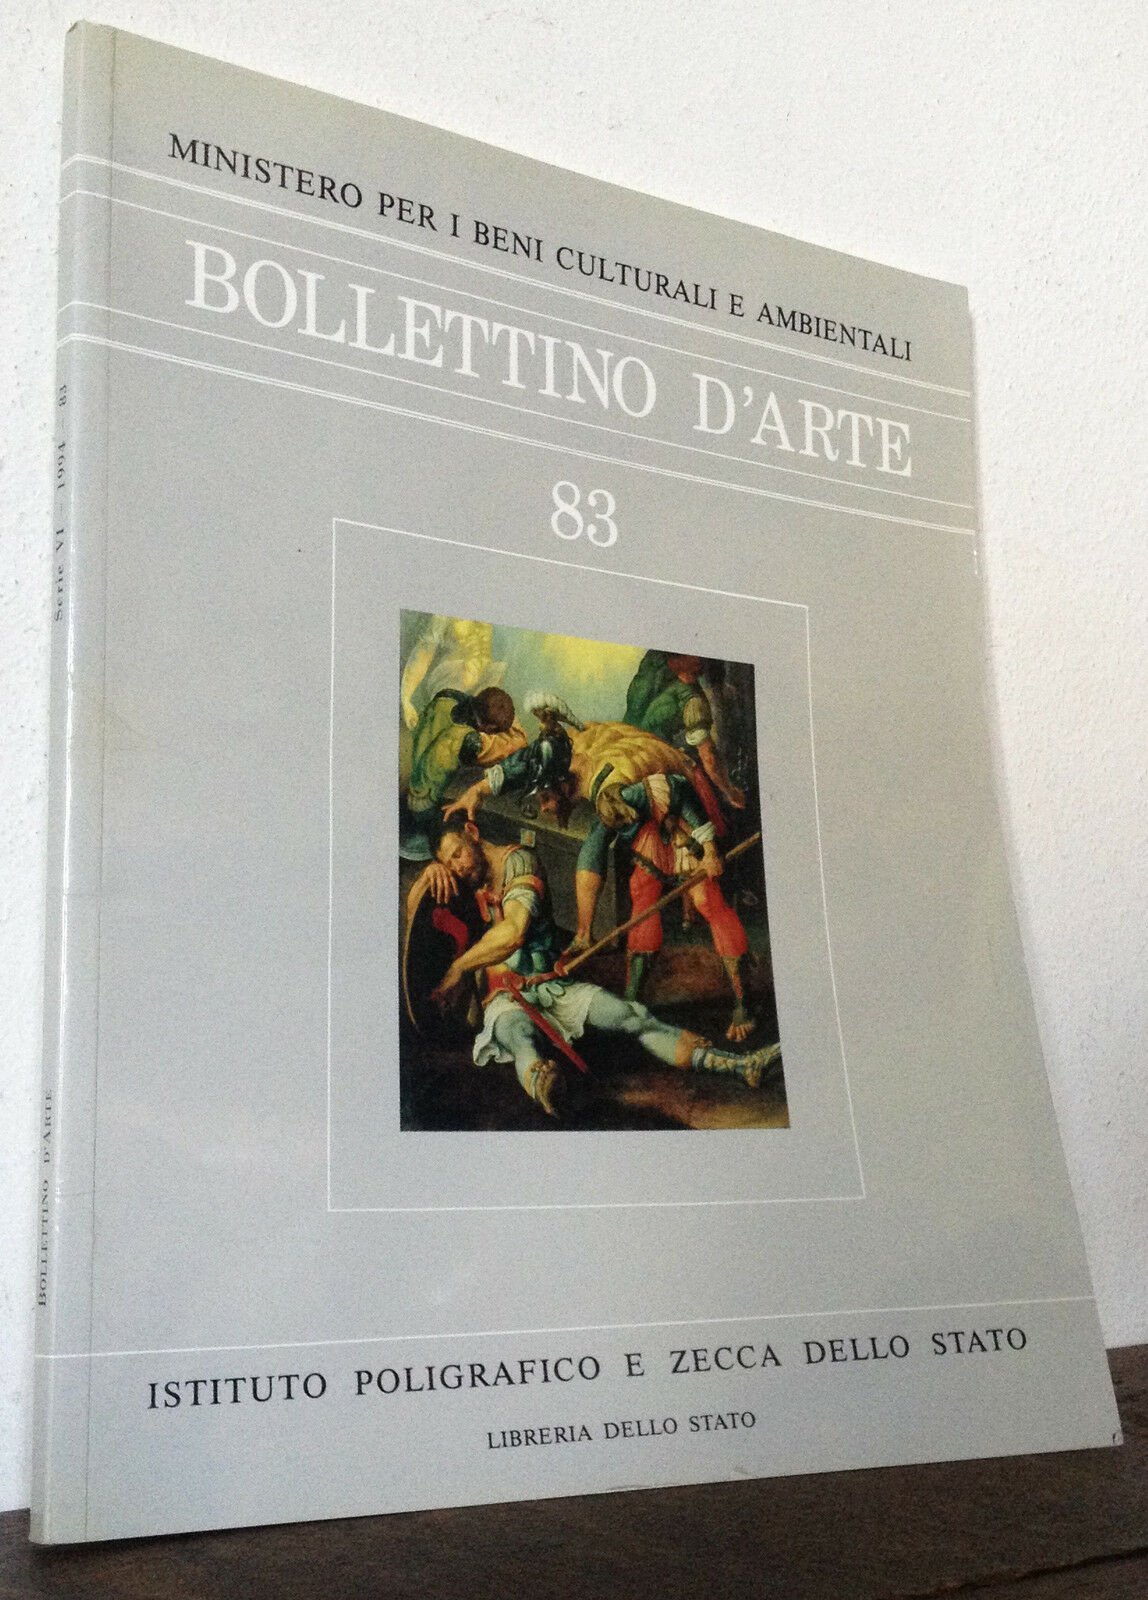 MINISTERO PER I BENI CULTURALI E AMBIENTALI
BOLLETTINO D'ARTE
83
ISTITUTO POLIGRAFICO E ZECCA DELLO STATO
LIBRERIA DELLO STATO
BOLLETTINO D'ARTE
Serie VI - 1994 - 83